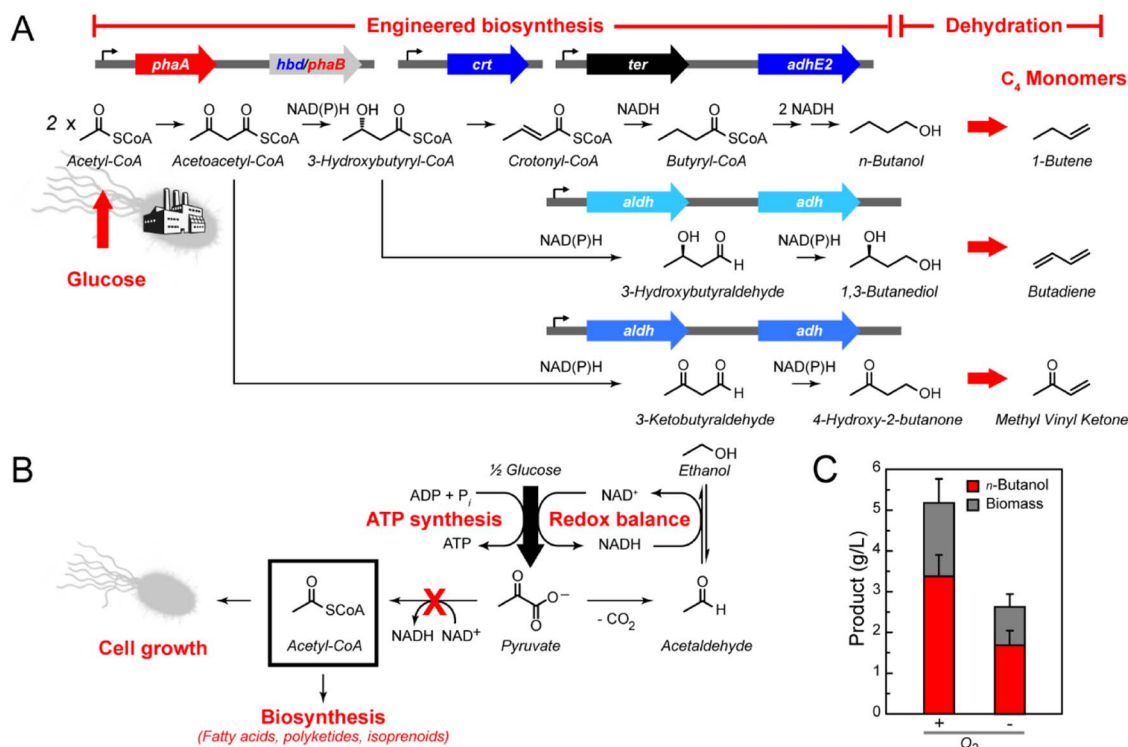 A
Engineered biosynthesis
Dehydration
phaA
hbd/phaB
crt
ter
adhE2
C4 Monomers
NAD(P)H
NADH
2 NADH
2 x
O
SCoA
O O
SCoA
OH O
SCoA
O
SCoA
O
SCoA
OH
Acetyl-CoA
Acetoacetyl-CoA
3-Hydroxybutyryl-CoA
Crotonyl-CoA
Butyryl-CoA
n-Butanol
1-Butene
aldh
adh
Glucose
NAD(P)H
OH O
H
NAD(P)H
OH
OH
3-Hydroxybutyraldehyde
1,3-Butanediol
Butadiene
aldh
adh
NAD(P)H
O O
H
NAD(P)H
O
OH
O
3-Ketobutyraldehyde
4-Hydroxy-2-butanone
Methyl Vinyl Ketone
B
½ Glucose
OH
Ethanol
ADP + Pi
NAD+
ATP synthesis
Redox balance
ATP
NADH
O
SCoA
Acetyl-CoA
X
NADH
NAD+
O
O−
O
Pyruvate
- CO2
O
H
Acetaldehyde
Cell growth
Biosynthesis
(Fatty acids, polyketides, isoprenoids)
C
n-Butanol
Biomass
Product (g/L)
6
5
4
3
2
1
0
+ -
O2